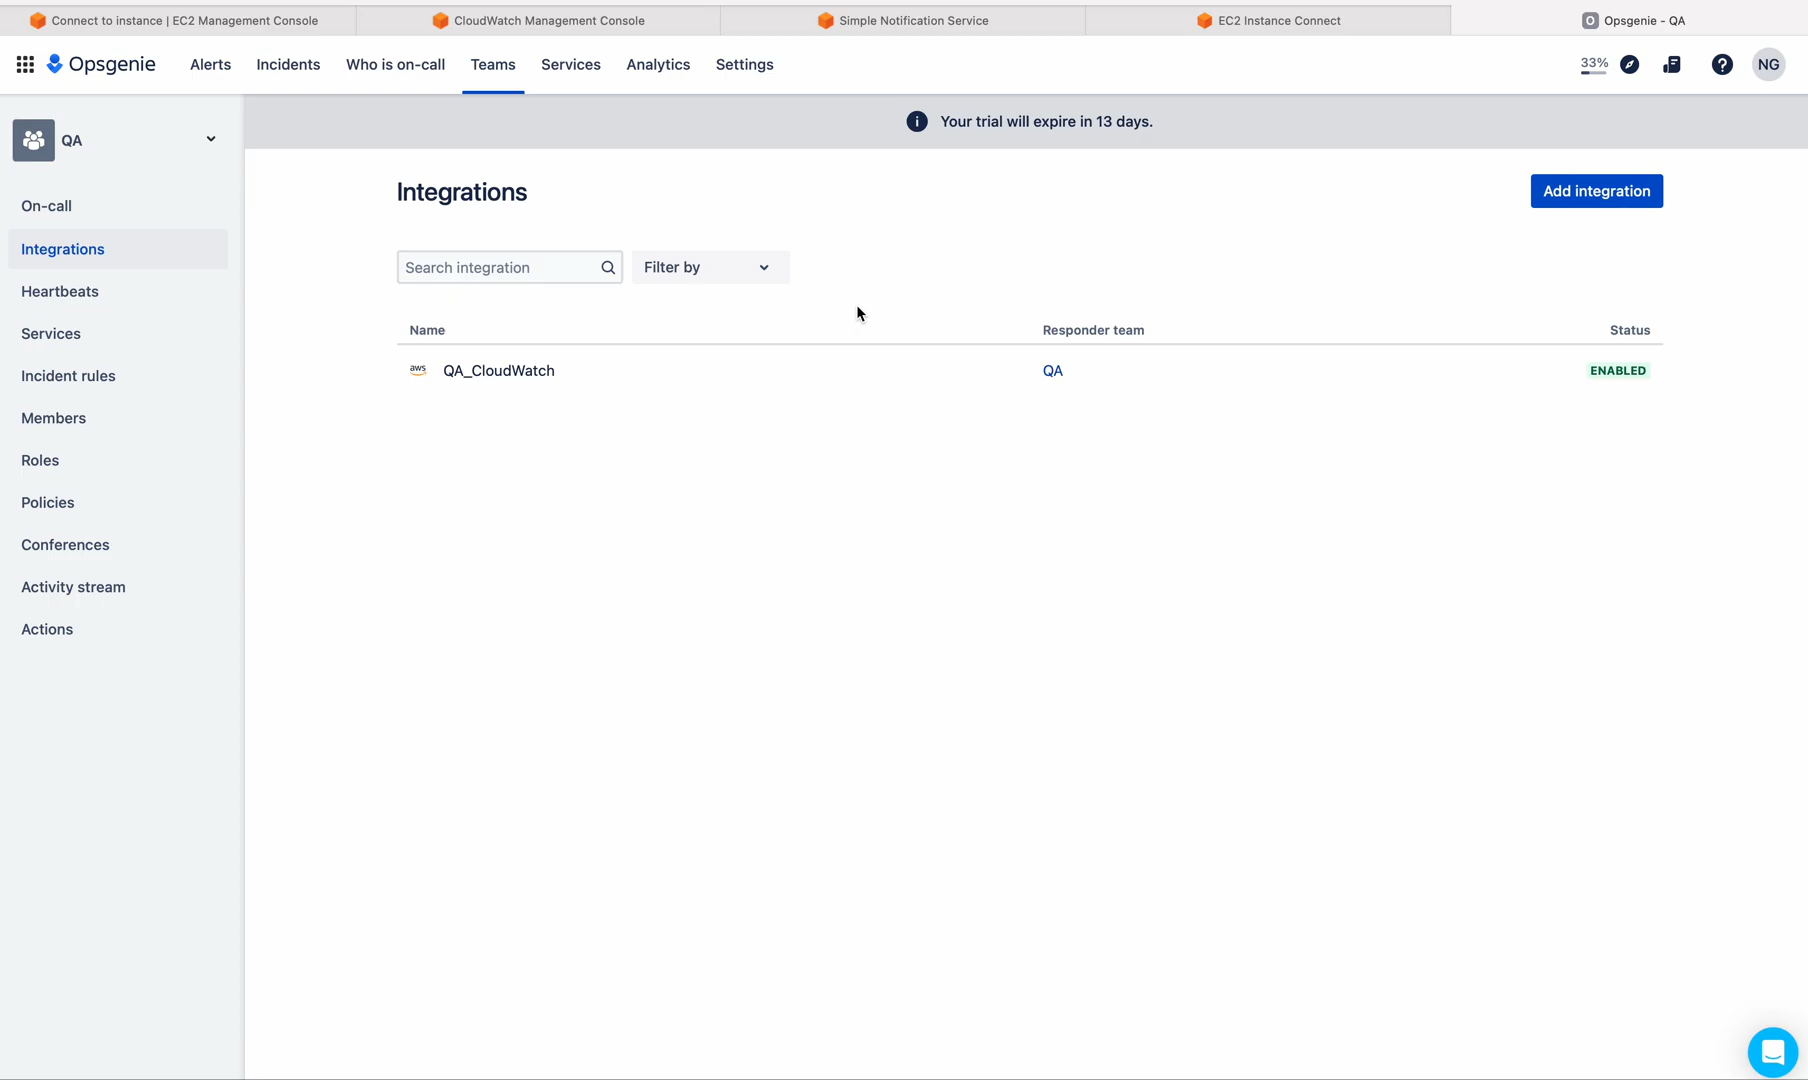 Connect to instance | EC2 Management Console
CloudWatch Management Console
Simple Notification Service
EC2 Instance Connect
O Opsgenie - QA
Opsgenie
Alerts
Incidents
Who is on-call
Teams
Services
Analytics
Settings
33%
?
NG
QA
i Your trial will expire in 13 days.
On-call
Integrations
Heartbeats
Services
Incident rules
Members
Roles
Policies
Conferences
Activity stream
Actions
Integrations
Add integration
Search integration
Filter by
Name
Responder team
Status
aws QA_CloudWatch
QA
ENABLED